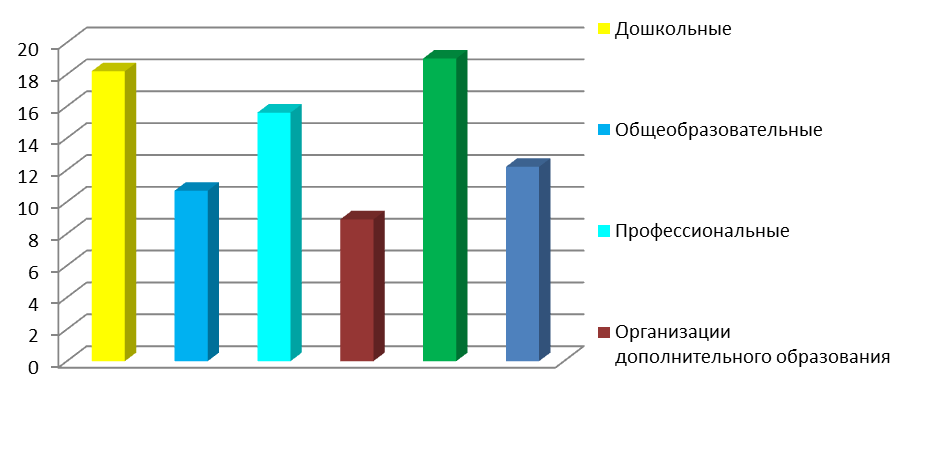 20
18
16
14
12
10
8
6
4
2
0
Дошкольные
Общеобразовательные
Профессиональные
Организации
дополнительного образования